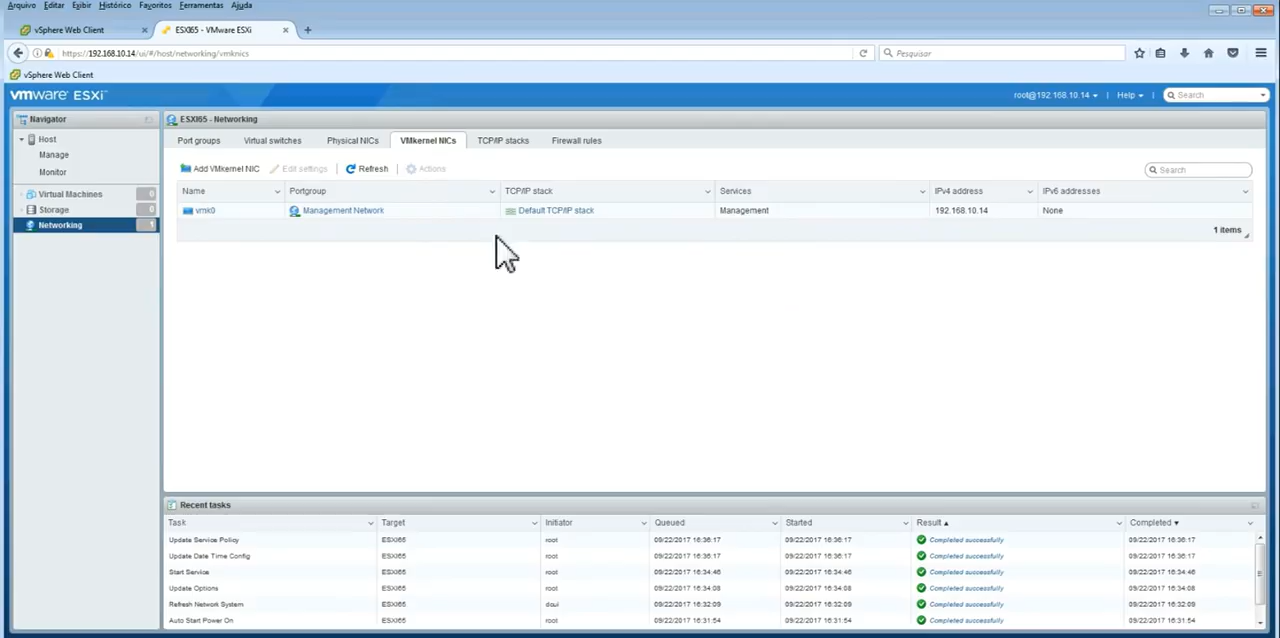 Arquivo Editar Exibir Histórico Favoritos Ferramentas Ajuda
vSphere Web Client ESXI65 - VMware ESXi
https://192.168.10.14/ui/#/host/networking/vmknics Pesquisar
vSphere Web Client
vmware ESXi root@192.168.10.14 Help Search
Navigator ESXI65 - Networking
Host Port groups Virtual switches Physical NICs VMkernel NICs TCP/IP stacks Firewall rules
Manage
Monitor Add VMkernel NIC Edit settings Refresh Actions Search
Virtual Machines 0 Name Portgroup TCP/IP stack Services IPv4 address IPv6 addresses
Storage 0 vmk0 Management Network Default TCP/IP stack Management 192.168.10.14 None
Networking 1 1 items
Recent tasks
Task Target Initiator Queued Started Result Completed
Update Service Policy ESXI65 root 09/22/2017 16:36:17 09/22/2017 16:36:17 Completed successfully 09/22/2017 16:36:17
Update Date Time Config ESXI65 root 09/22/2017 16:36:17 09/22/2017 16:36:17 Completed successfully 09/22/2017 16:36:17
Start Service ESXI65 root 09/22/2017 16:34:46 09/22/2017 16:34:46 Completed successfully 09/22/2017 16:34:46
Update Options ESXI65 root 09/22/2017 16:34:08 09/22/2017 16:34:08 Completed successfully 09/22/2017 16:34:08
Refresh Network System ESXI65 dcui 09/22/2017 16:32:09 09/22/2017 16:32:09 Completed successfully 09/22/2017 16:32:09
Auto Start Power On ESXI65 root 09/22/2017 16:31:54 09/22/2017 16:31:54 Completed successfully 09/22/2017 16:31:54